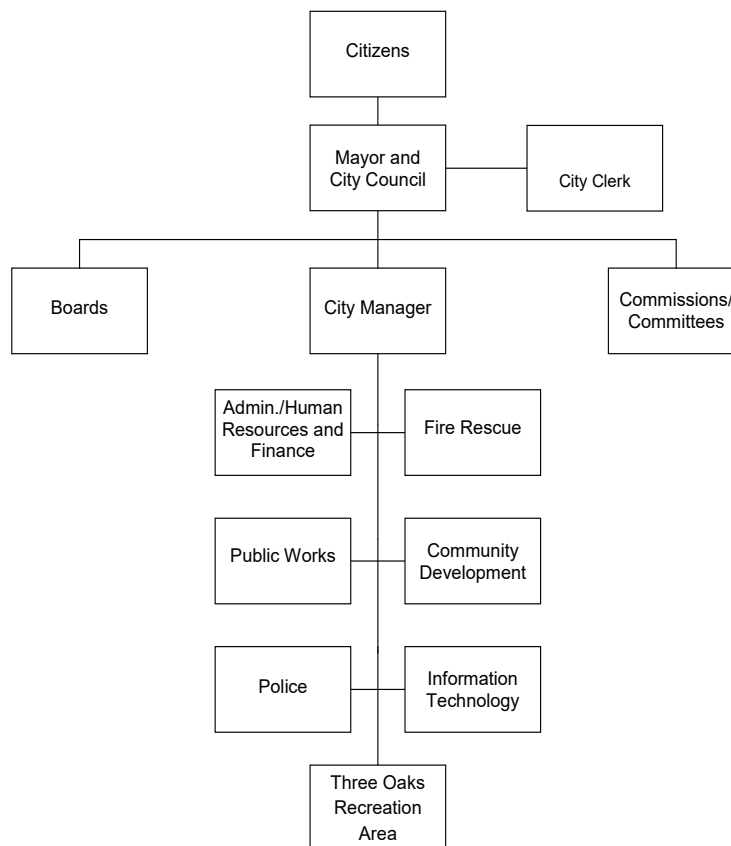 Citizens
Mayor and
City Council
City Clerk
Boards
City Manager
Commissions/
Committees
Admin./Human
Resources and
Finance
Fire Rescue
Public Works
Community
Development
Police
Information
Technology
Three Oaks
Recreation
Area